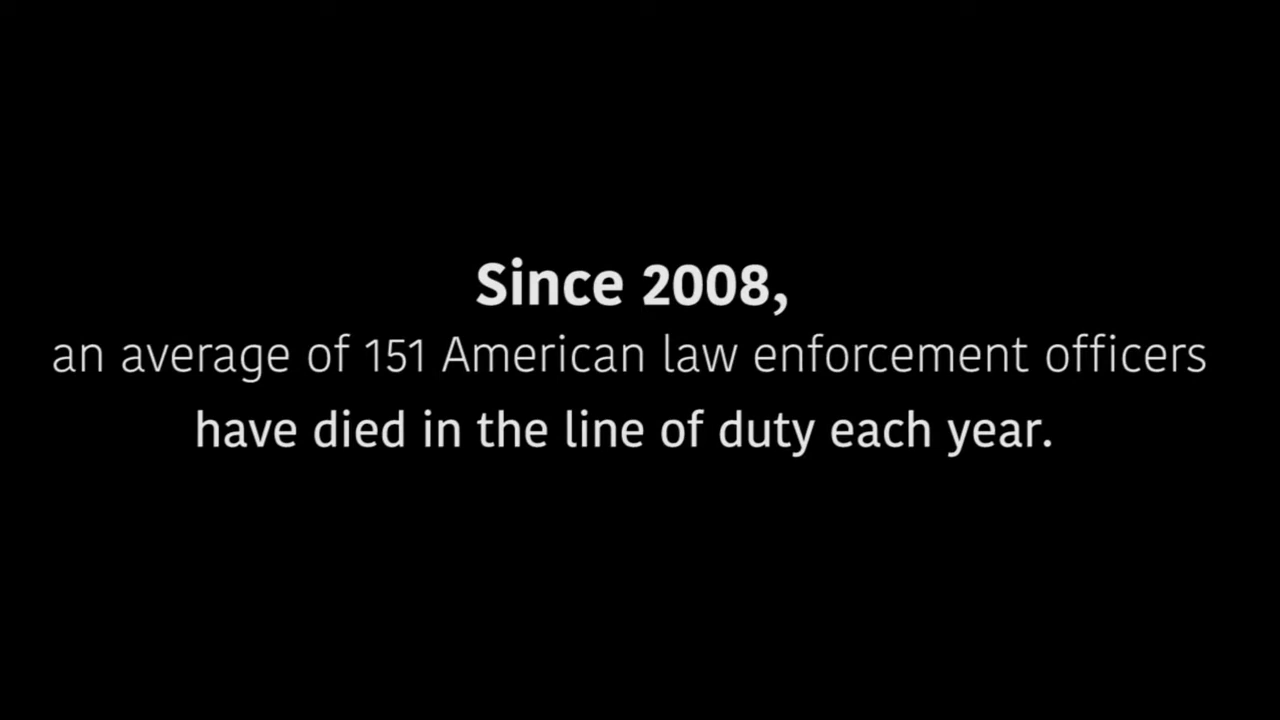 Since 2008,
an average of 151 American law enforcement officers
have died in the line of duty each year.